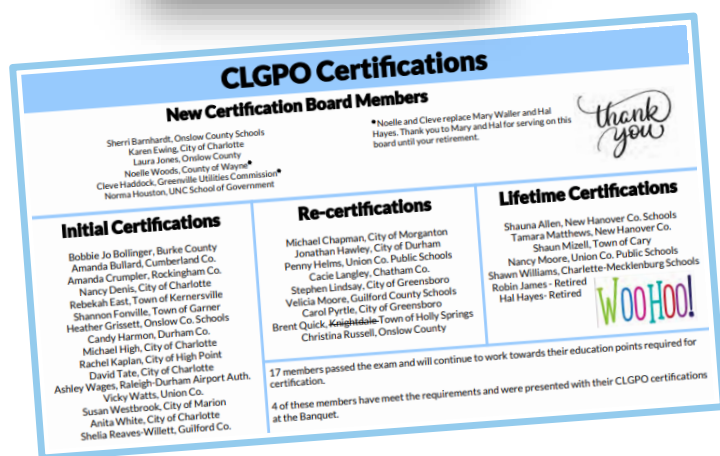 CLGPO Certifications
New Certification Board Members
Sherri Barnhardt, Onslow County Schools
Karen Ewing, City of Charlotte
Laura Jones, Onslow County
Noelle Woods, County of Wayne*
Cleve Haddock, Greenville Utilities Commission*
Norma Houston, UNC School of Government
*Noelle and Cleve replace Mary Waller and Hal
Hayes. Thank you to Mary and Hal for serving on this
board until your retirement.
thank
you
Initial Certifications
Bobbie Jo Bollinger, Burke County
Amanda Bullard, Cumberland Co.
Amanda Crumpler, Rockingham Co.
Nancy Denis, City of Charlotte
Rebekah East, Town of Kernersville
Shannon Fonville, Town of Garner
Heather Grissett, Onslow Co. Schools
Candy Harmon, Durham Co.
Michael High, City of Charlotte
Rachel Kaplan, City of High Point
David Tate, City of Charlotte
Ashley Wages, Raleigh-Durham Airport Auth.
Vicky Watts, Union Co.
Susan Westbrook, City of Marion
Anita White, City of Charlotte
Shelia Reaves-Willett, Guilford Co.
Re-certifications
Michael Chapman, City of Morganton
Jonathan Hawley, City of Durham
Penny Helms, Union Co. Public Schools
Cacie Langley, Chatham Co.
Stephen Lindsay, City of Greensboro
Velicia Moore, Guilford County Schools
Carol Pyrtle, City of Greensboro
Brent Quick, Knightdale Town of Holly Springs
Christina Russell, Onslow County
Lifetime Certifications
Shauna Allen, New Hanover Co. Schools
Tamara Matthews, New Hanover Co.
Shaun Mizell, Town of Cary
Nancy Moore, Union Co. Public Schools
Shawn Williams, Charlette-Mecklenburg Schools
Robin James - Retired
Hal Hayes- Retired
WOOHOO!
17 members passed the exam and will continue to work towards their education points required for
certification.
4 of these members have meet the requirements and were presented with their CLGPO certifications
at the Banquet.